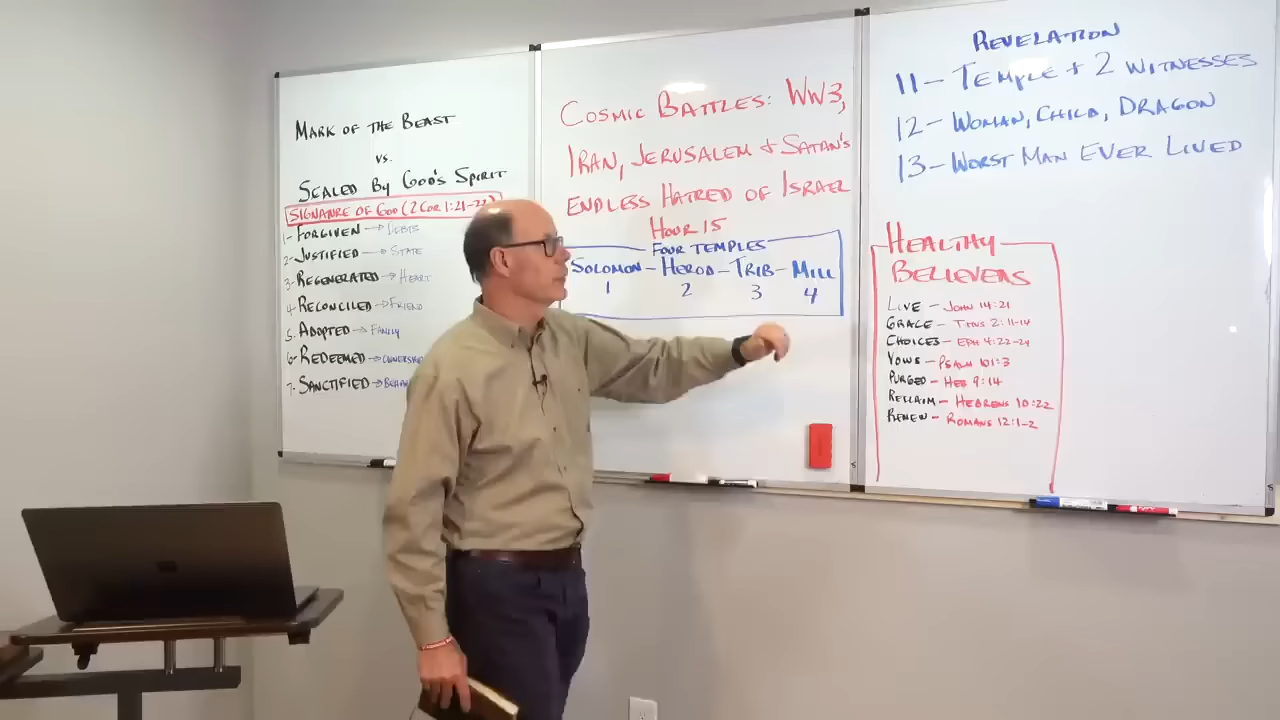 MARK OF THE BEAST
VS.
SEALED BY GOD'S SPIRIT
SIGNATURE OF GOD (2 COR 1:21-22)
1- FORGIVEN → DEBTS
2- JUSTIFIED → STATE
3- REGENERATED → HEART
4- RECONCILED → FRIEND
5. ADOPTED → FAMILY
6- REDEEMED → OWNERSHIP
7- SANCTIFIED →
COSMIC BATTLES: WW3,
IRAN, JERUSALEM + SATAN'S
ENDLESS HATRED OF ISRAEL
HOUR 15
FOUR TEMPLES
SOLOMON - HEROD - TRIB - MILL
1 2 3 4
REVELATION
11- TEMPLE + 2 WITNESSES
12- WOMAN, CHILD, DRAGON
13- WORST MAN EVER LIVED
HEALTHY
BELIEVERS
LIVE - JOHN 14:21
GRACE - TITUS 2:11-14
CHOICES - EPH 4:22-24
VOWS - PSALM 101:3
PURGED - HEB 9:14
RECLAIM - HEBREWS 10:22
RENEW - ROMANS 12:1-2